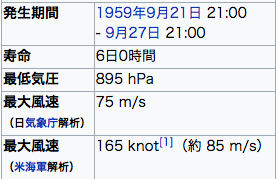 発生期間 1959年9月21日 21:00
- 9月27日 21:00
寿命 6日0時間
最低気圧 895 hPa
最大風速 75 m/s
(日気象庁解析)
最大風速 165 knot[1] (約 85 m/s)
(米海軍解析)